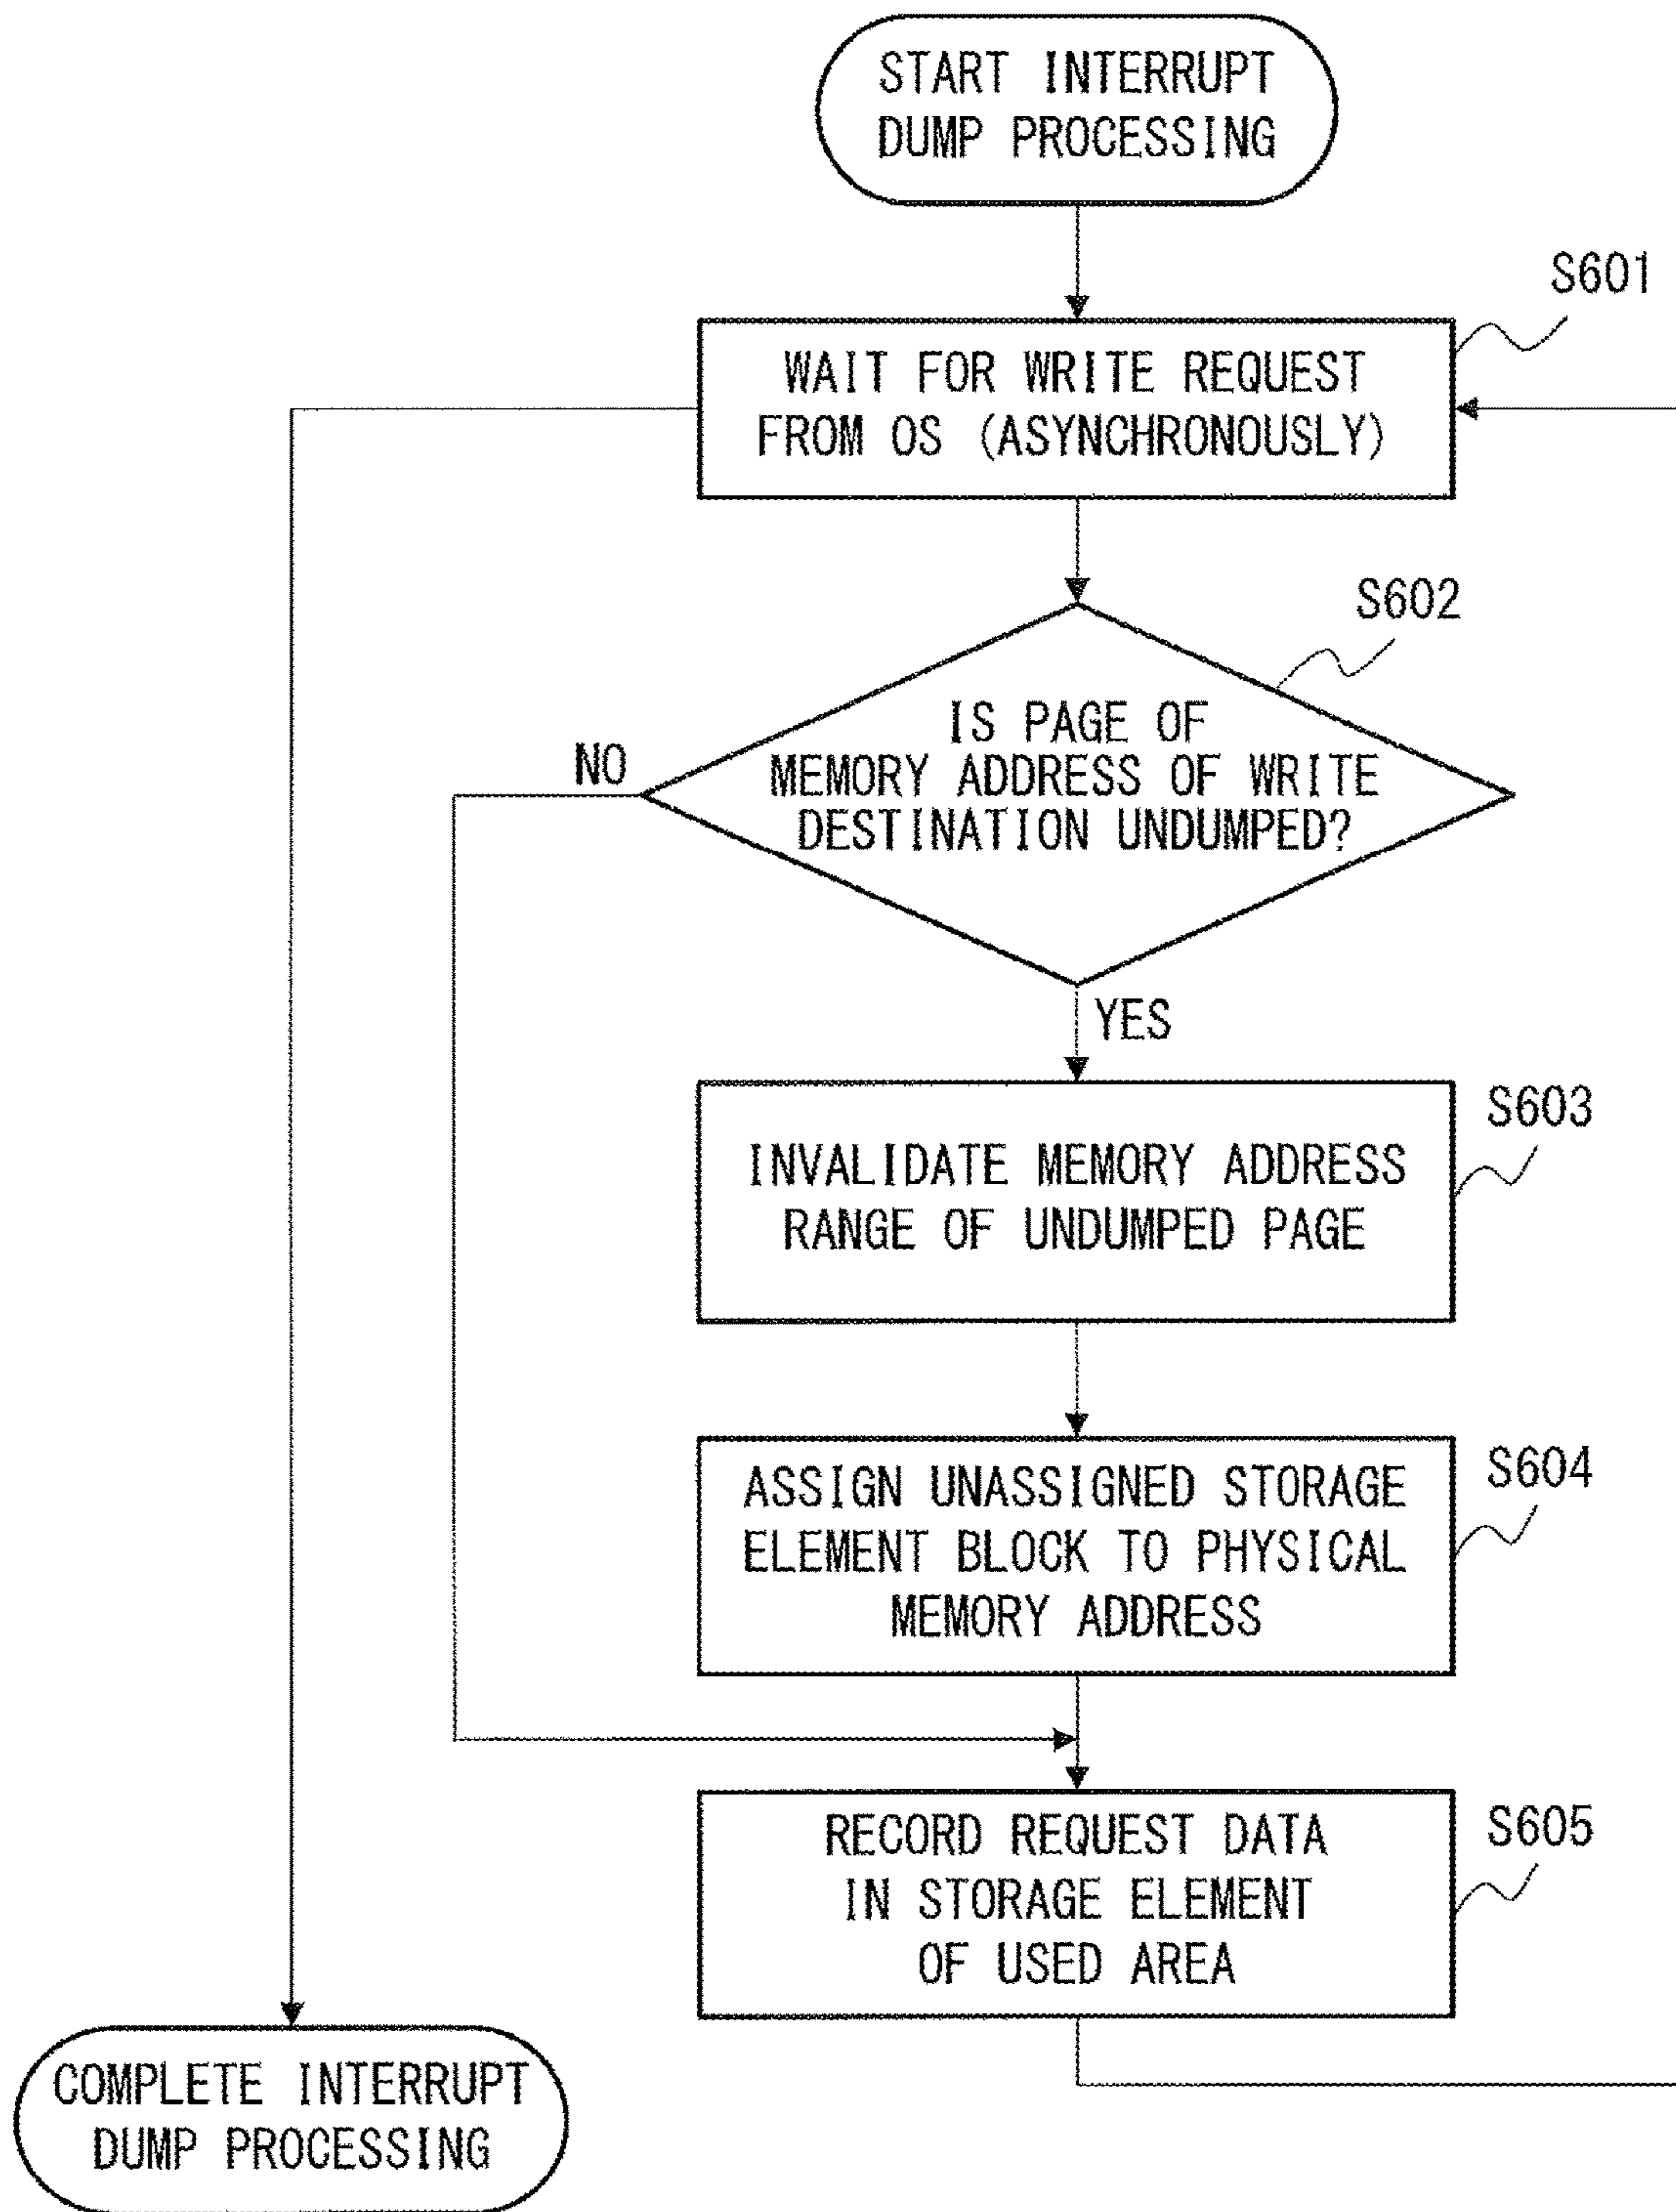 START INTERRUPT
DUMP PROCESSING
S601
WAIT FOR WRITE REQUEST
FROM OS (ASYNCHRONOUSLY)
S602
IS PAGE OF
MEMORY ADDRESS OF WRITE
DESTINATION UNDUMPED?
NO
YES
S603
INVALIDATE MEMORY ADDRESS
RANGE OF UNDUMPED PAGE
S604
ASSIGN UNASSIGNED STORAGE
ELEMENT BLOCK TO PHYSICAL
MEMORY ADDRESS
S605
RECORD REQUEST DATA
IN STORAGE ELEMENT
OF USED AREA
COMPLETE INTERRUPT
DUMP PROCESSING